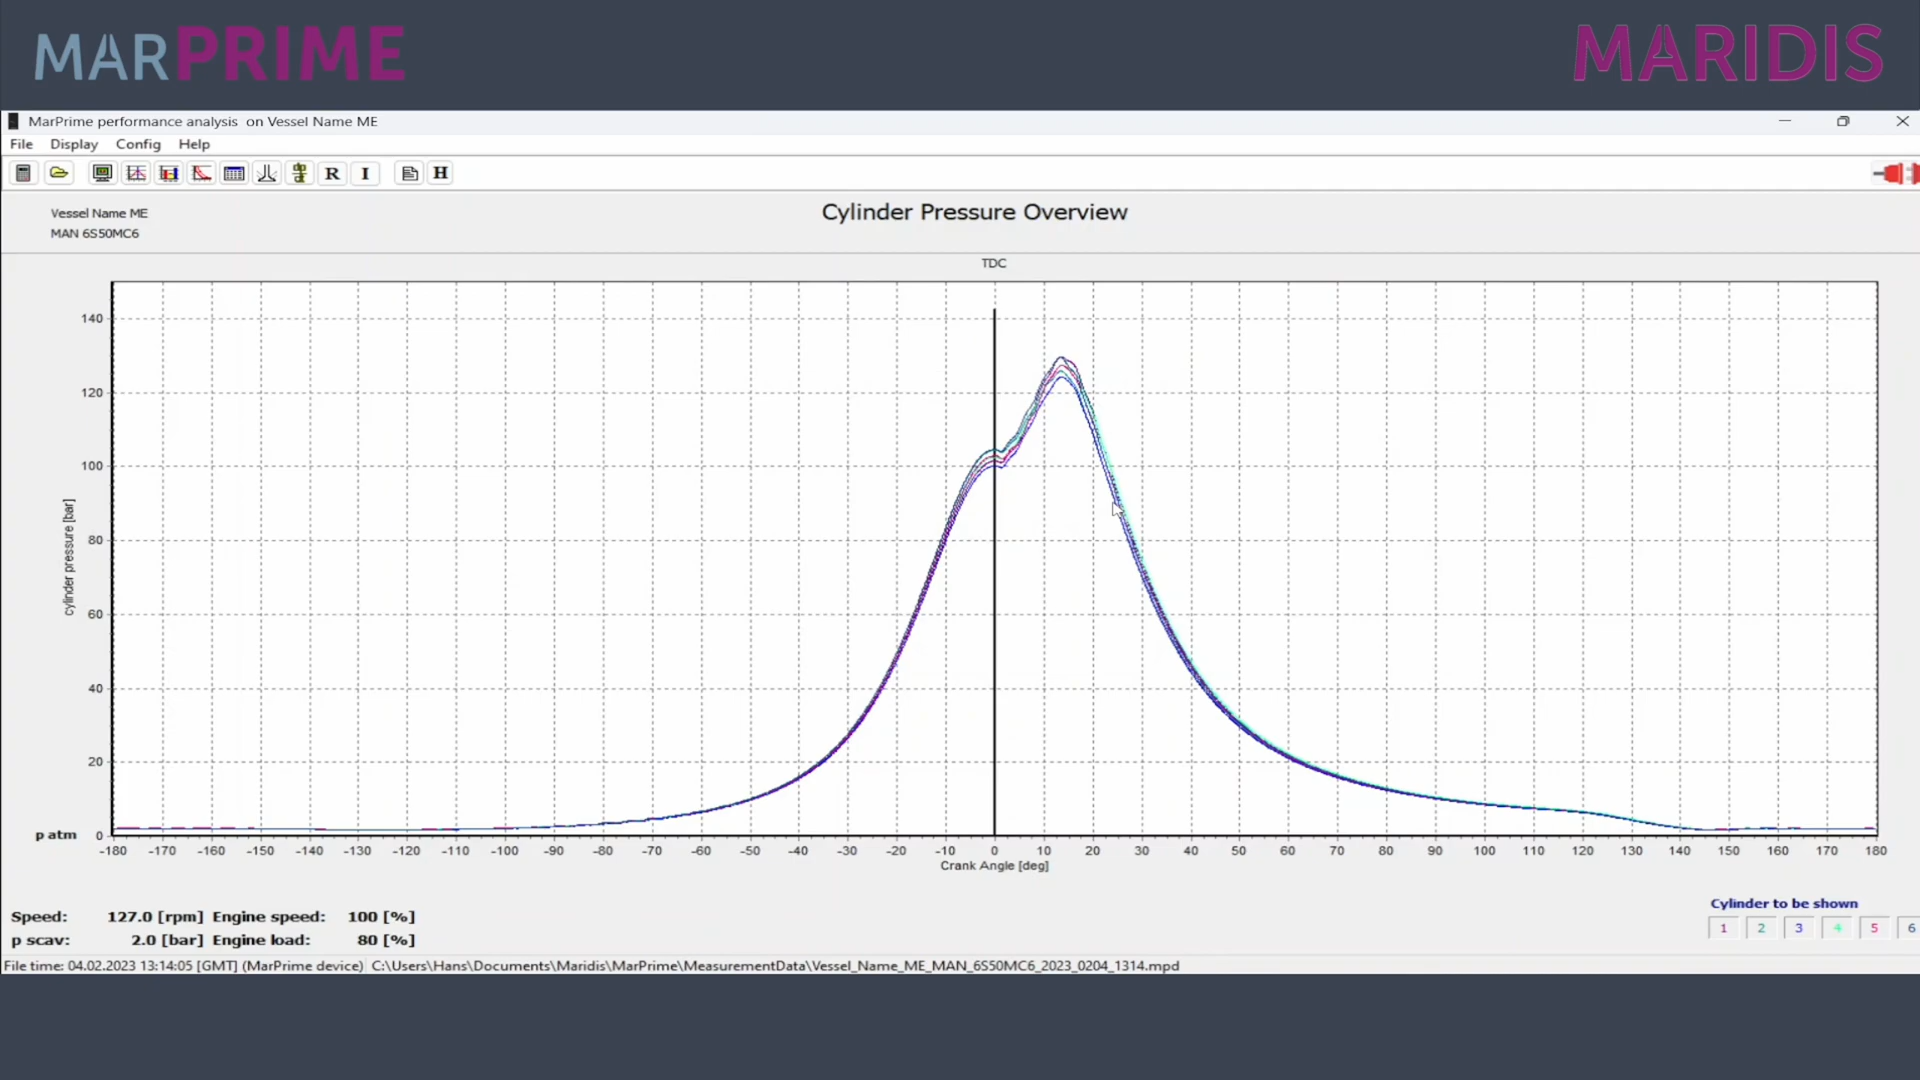 MARPRIME
MARIDIS
MarPrime performance analysis on Vessel Name ME
File Display Config Help
R I H
Vessel Name ME
MAN 6S50MC6
Cylinder Pressure Overview
TDC
140
120
100
80
60
40
20
0
cylinder pressure [bar]
p atm
-180 -170 -160 -150 -140 -130 -120 -110 -100 -90 -80 -70 -60 -50 -40 -30 -20 -10 0 10 20 30 40 50 60 70 80 90 100 110 120 130 140 150 160 170 180
Crank Angle [deg]
Speed: 127.0 [rpm] Engine speed: 100 [%]
p scav: 2.0 [bar] Engine load: 80 [%]
Cylinder to be shown
1 2 3 4 5 6
File time: 04.02.2023 13:14:05 [GMT] (MarPrime device) C:\Users\Hans\Documents\Maridis\MarPrime\MeasurementData\Vessel_Name_ME_MAN_6S50MC6_2023_0204_1314.mpd